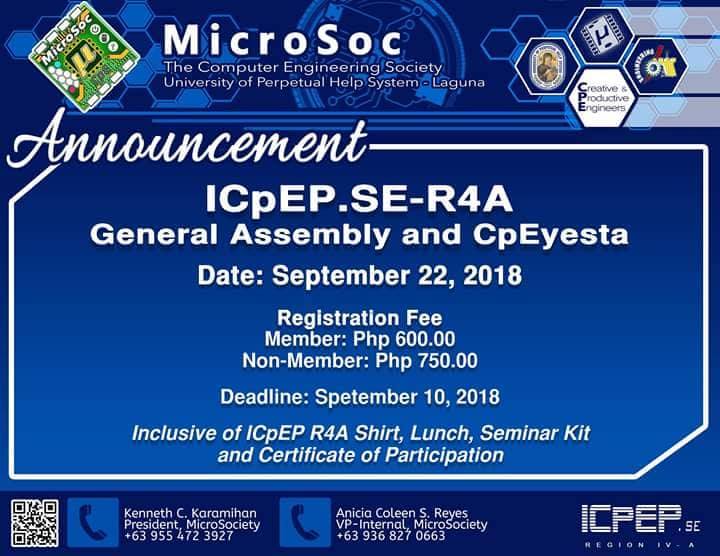 MicroSoc
MicroSoc
The Computer Engineering Society
University of Perpetual Help System - Laguna
Creative &
Productive
Engineers
ENGINEERING
Announcement
ICpEP.SE-R4A
General Assembly and CpEyesta
Date: September 22, 2018
Registration Fee
Member: Php 600.00
Non-Member: Php 750.00
Deadline: Spetember 10, 2018
Inclusive of ICpEP R4A Shirt, Lunch, Seminar Kit
and Certificate of Participation
Kenneth C. Karamihan
President, MicroSociety
+63 955 472 3927
Anicia Coleen S. Reyes
VP-Internal, MicroSociety
+63 936 827 0663
ICPEP.SE
REGION IV-A